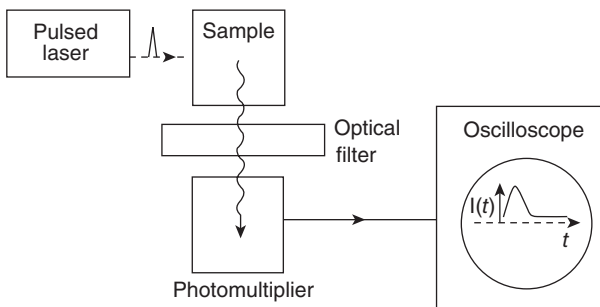 Pulsed
laser
Sample
Optical
filter
Photomultiplier
Oscilloscope
I(t)
t